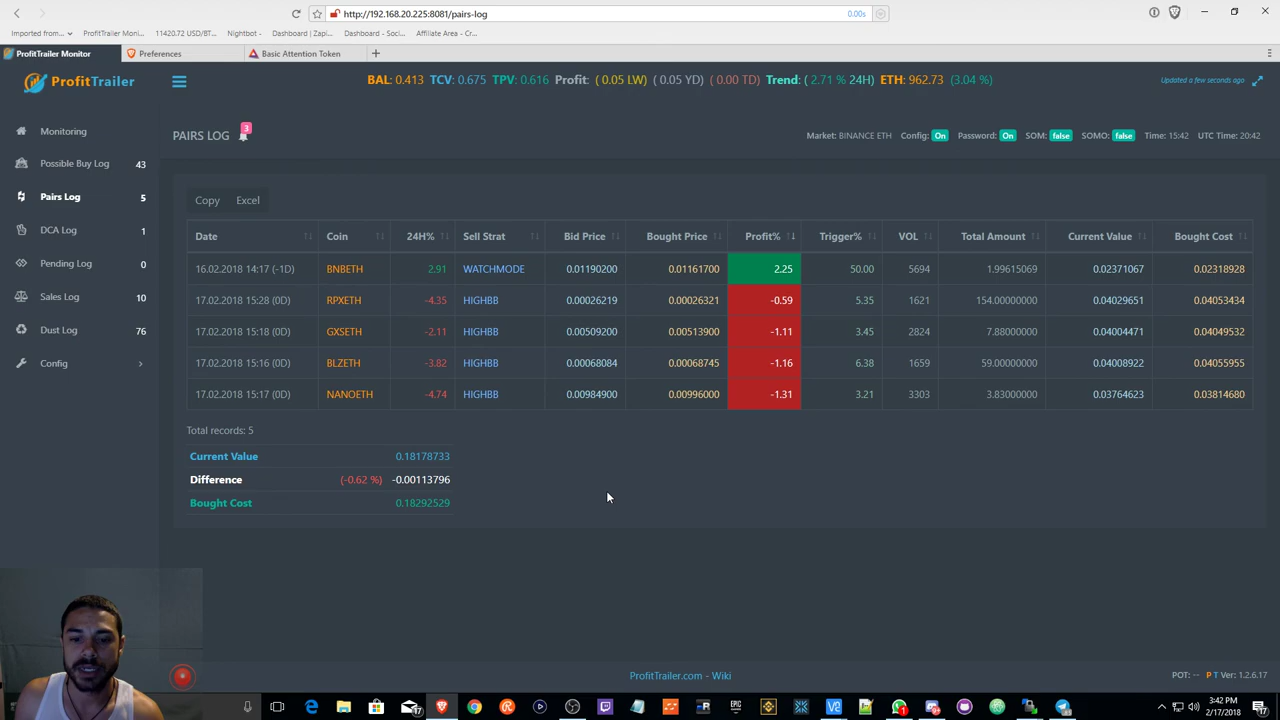 http://192.168.20.225:8081/pairs-log
0.00s
Imported from...
ProfitTrailer Moni...
11420.72 USD/BT...
Nightbot -
Dashboard | Zapi...
Dashboard - Socia...
Affiliate Area - Cr...
ProfitTrailer Monitor
Preferences
Basic Attention Token
ProfitTrailer
BAL: 0.413 TCV: 0.675 TPV: 0.616 Profit: ( 0.05 LW) ( 0.05 YD) ( 0.00 TD) Trend: ( 2.71 % 24H) ETH: 962.73 (3.04 %)
Updated a few seconds ago
PAIRS LOG 3
Market: BINANCE ETH Config: On Password: On SOM: false SOMO: false Time: 15:42 UTC Time: 20:42
Monitoring
Possible Buy Log 43
Pairs Log 5
DCA Log 1
Pending Log 0
Sales Log 10
Dust Log 76
Config
Copy Excel
Date Coin 24H% Sell Strat Bid Price Bought Price Profit% Trigger% VOL Total Amount Current Value Bought Cost
16.02.2018 14:17 (-1D) BNBETH 2.91 WATCHMODE 0.01190200 0.01161700 2.25 50.00 5694 1.99615069 0.02371067 0.02318928
17.02.2018 15:28 (0D) RPXETH -4.35 HIGHBB 0.00026219 0.00026321 -0.59 5.35 1621 154.00000000 0.04029651 0.04053434
17.02.2018 15:18 (0D) GXSETH -2.11 HIGHBB 0.00509200 0.00513900 -1.11 3.45 2824 7.88000000 0.04004471 0.04049532
17.02.2018 15:16 (0D) BLZETH -3.82 HIGHBB 0.00068084 0.00068745 -1.16 6.38 1659 59.00000000 0.04008922 0.04055955
17.02.2018 15:17 (0D) NANOETH -4.74 HIGHBB 0.00984900 0.00996000 -1.31 3.21 3303 3.83000000 0.03764623 0.03814680
Total records: 5
Current Value 0.18178733
Difference (-0.62 %) -0.00113796
Bought Cost 0.18292529
ProfitTrailer.com - Wiki
POT: -- PT Ver: 1.2.6.17
3:42 PM
2/17/2018